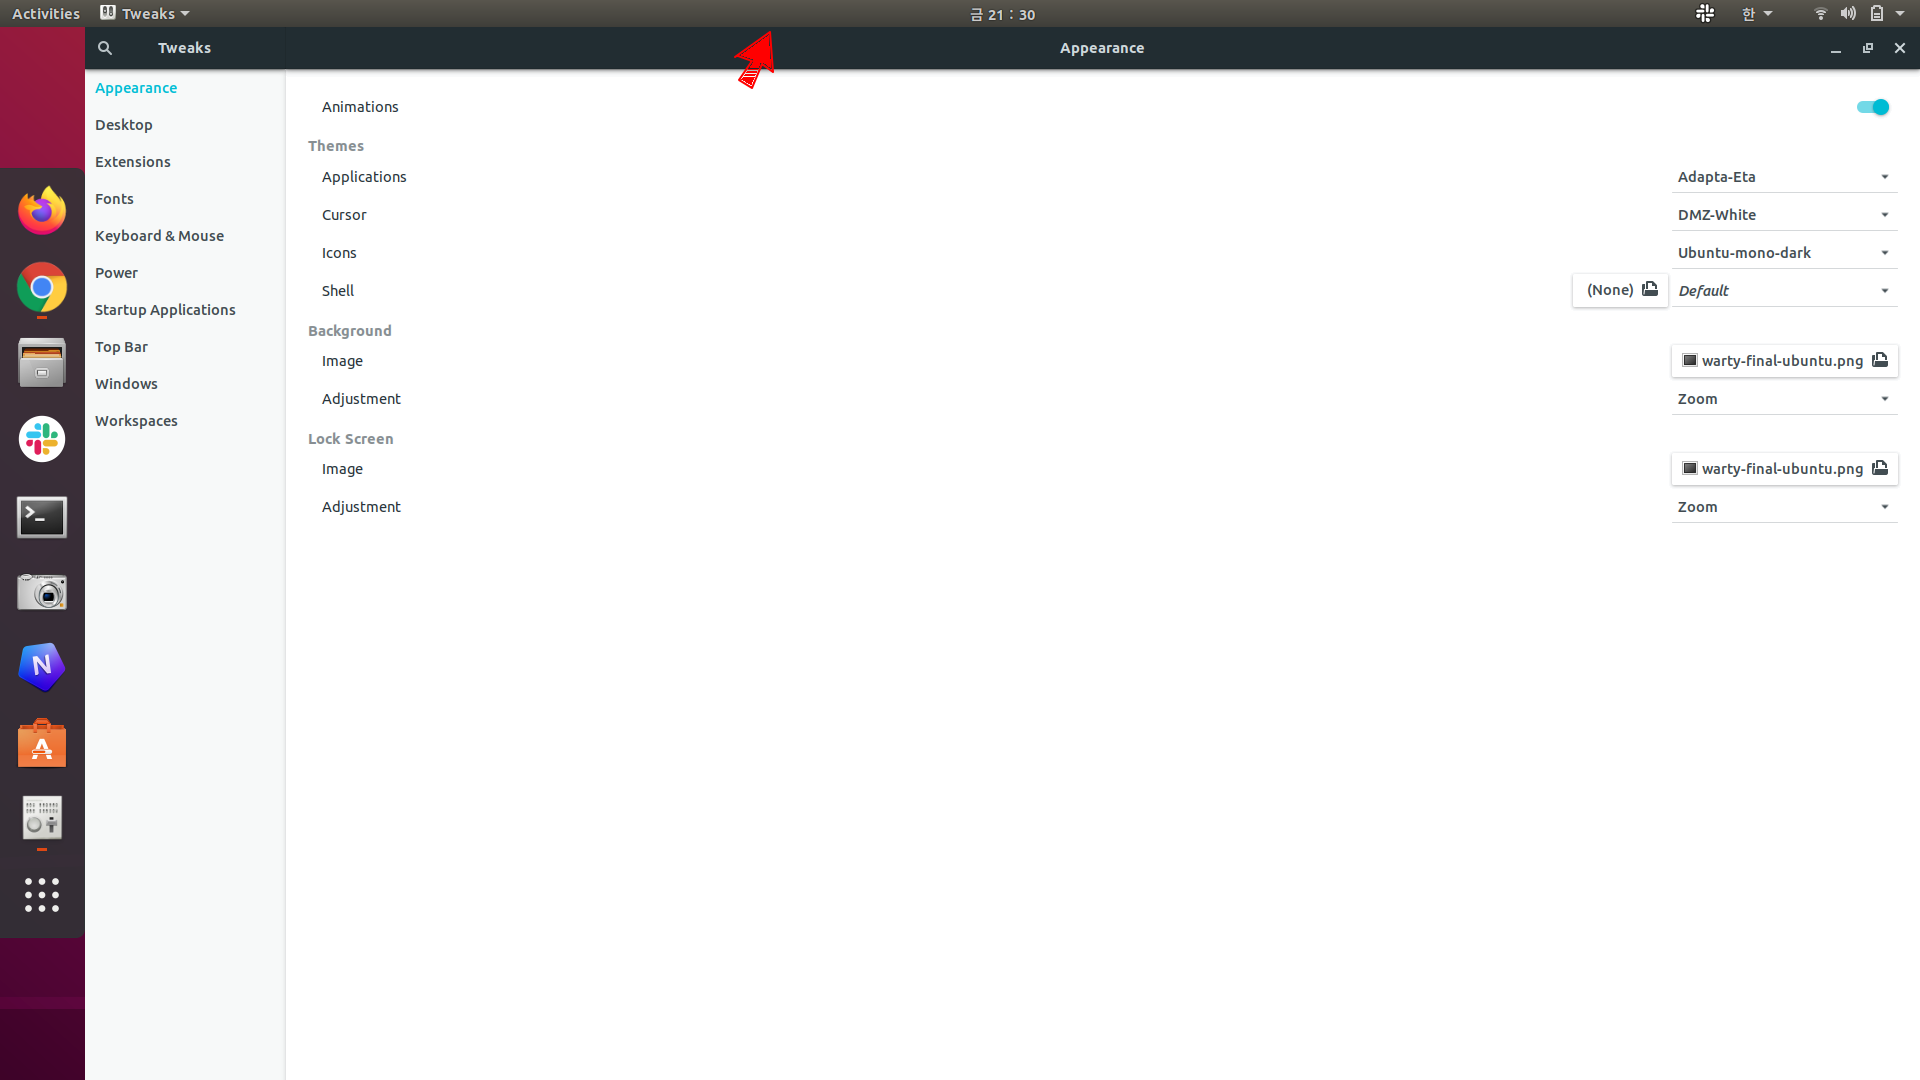 Activities Tweaks 금 21：30 한
Tweaks Appearance
Appearance
Desktop
Extensions
Fonts
Keyboard & Mouse
Power
Startup Applications
Top Bar
Windows
Workspaces
Animations
Themes
Applications Adapta-Eta
Cursor DMZ-White
Icons Ubuntu-mono-dark
Shell (None) Default
Background
Image warty-final-ubuntu.png
Adjustment Zoom
Lock Screen
Image warty-final-ubuntu.png
Adjustment Zoom
N